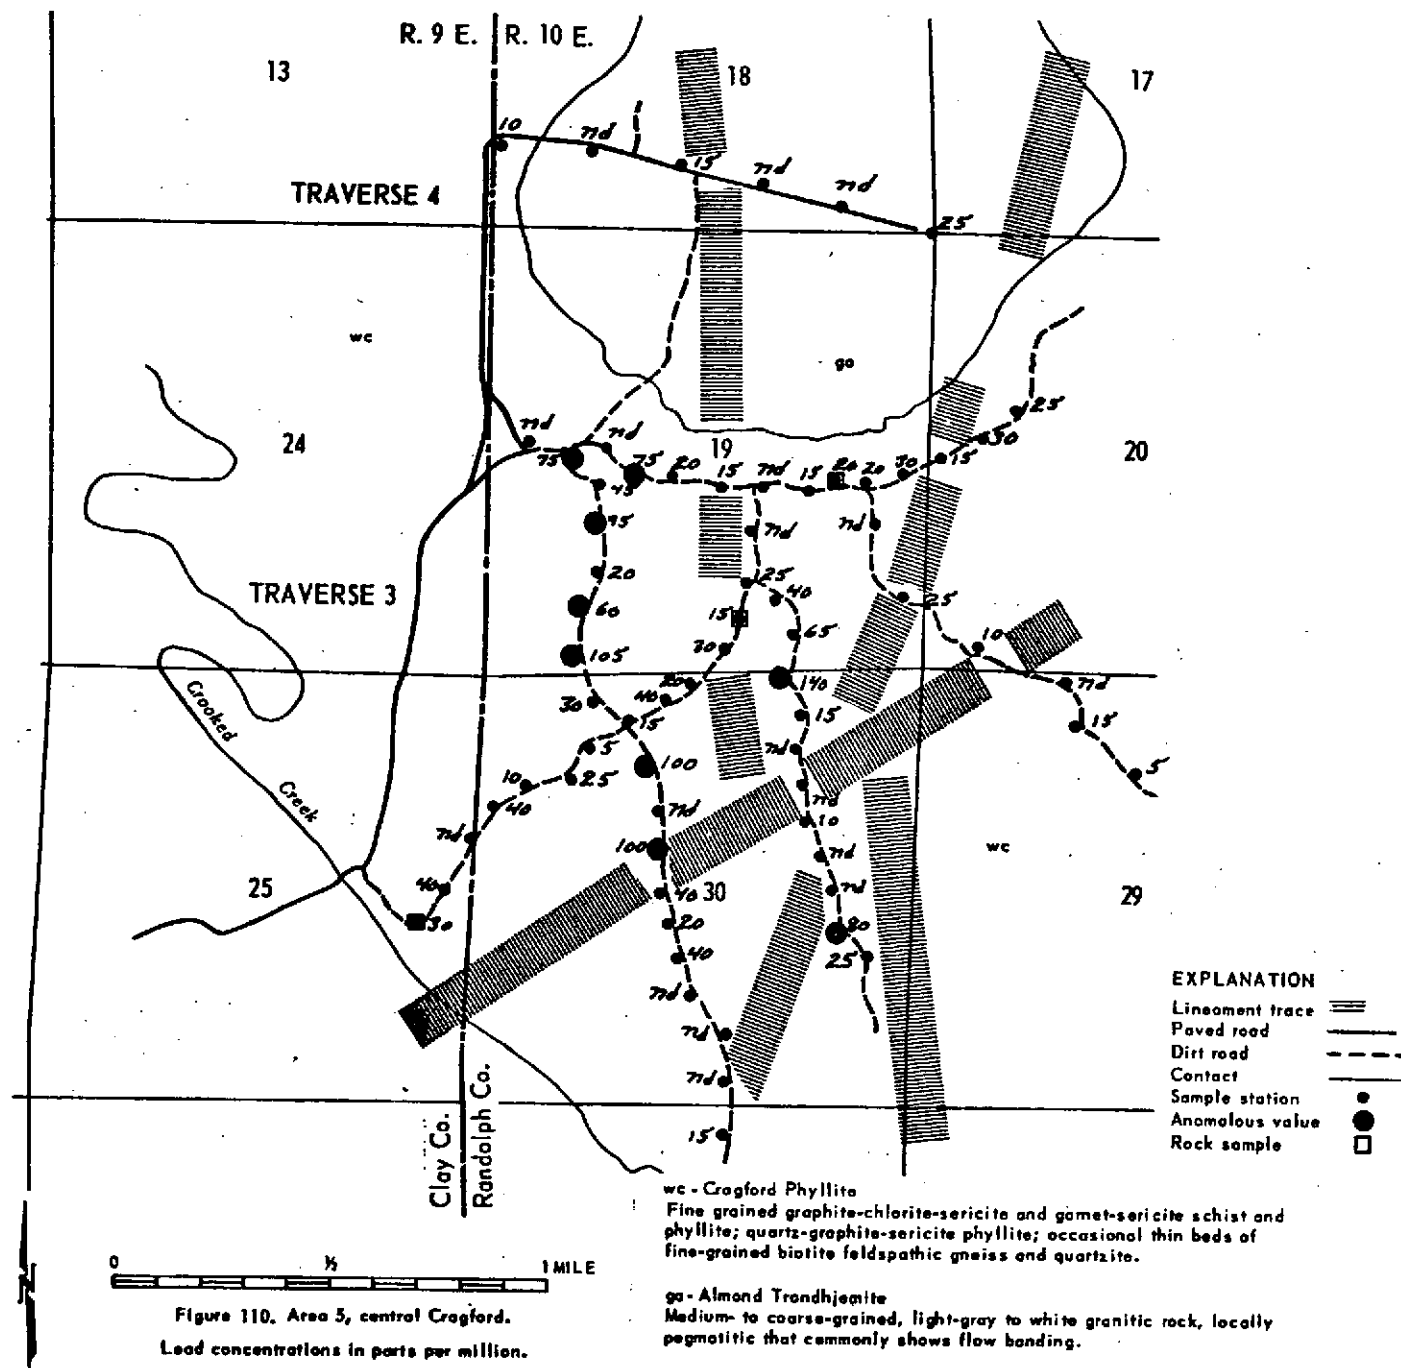 R. 9 E. R. 10 E.
13
18
17
10
nd
15
nd
nd
25
TRAVERSE 4
wc
ga
24
19
20
nd
75
nd
75
20
15
nd
15
20
20
30
15
30
25
45
95
20
60
105
30
nd
25
40
15
65
30
140
20
40
15
5
25
10
40
nd
40
30
nd
25
10
nd
15
5
TRAVERSE 3
Crooked
Creek
100
nd
100
40
20
40
nd
nd
nd
15
15
nd
nd
10
nd
nd
80
25
wc
25
30
29
Clay Co.
Randolph Co.
EXPLANATION
Lineament trace
Paved road
Dirt road
Contact
Sample station
Anomalous value
Rock sample
wc - Cragford Phyllite
Fine grained graphite-chlorite-sericite and garnet-sericite schist and
phyllite; quartz-graphite-sericite phyllite; occasional thin beds of
fine-grained biotite feldspathic gneiss and quartzite.
ga - Almond Trondhjemite
Medium- to coarse-grained, light-gray to white granitic rock, locally
pegmatitic that commonly shows flow banding.
0 ½ 1 MILE
Figure 110. Area 5, central Cragford.
Lead concentrations in parts per million.